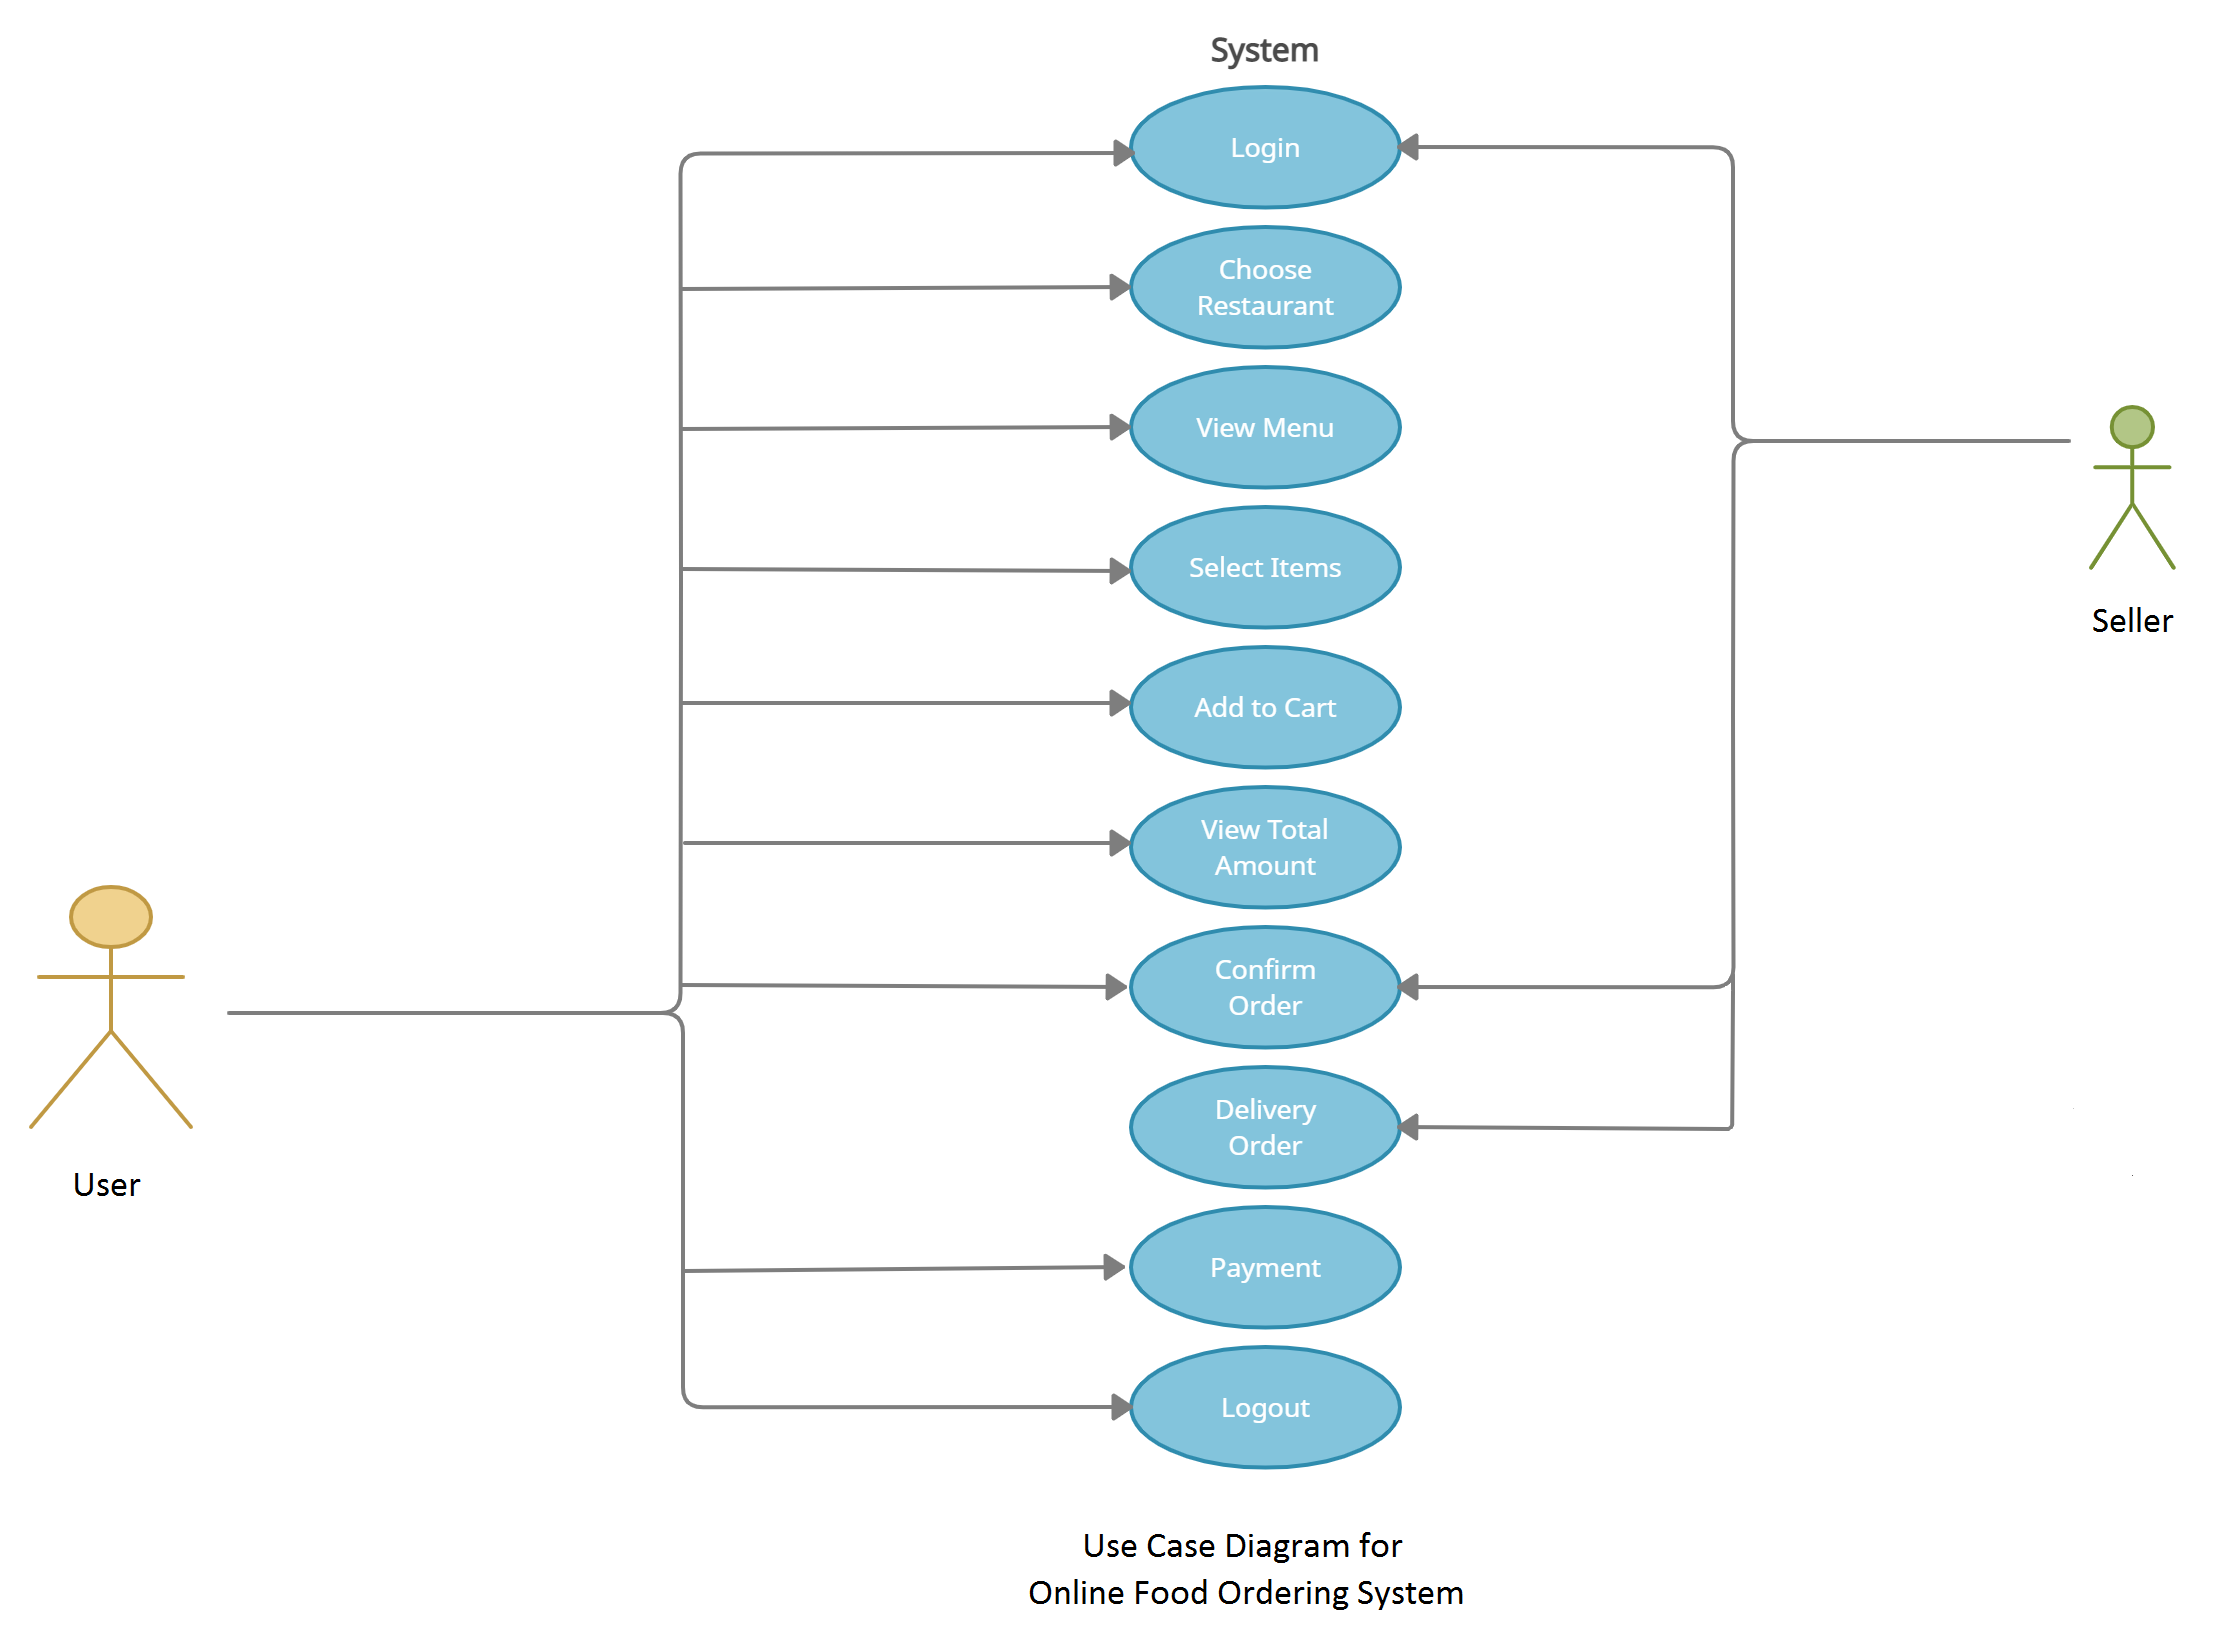 System
Login
Choose
Restaurant
View Menu
Select Items
Seller
Add to Cart
View Total
Amount
Confirm
Order
Delivery
Order
User
Payment
Logout
Use Case Diagram for
Online Food Ordering System